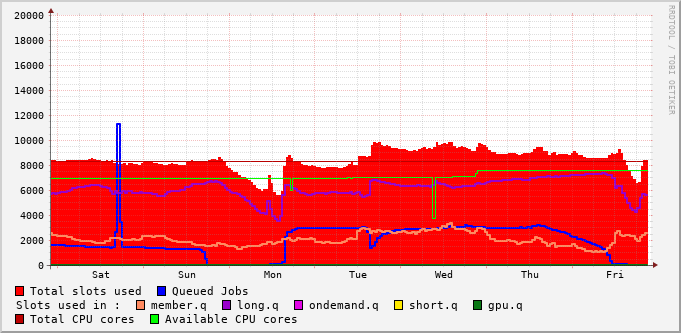 RRDTOOL / TOBI OETIKER
20000
18000
16000
14000
12000
10000
8000
6000
4000
2000
0
Sat Sun Mon Tue Wed Thu Fri
Total slots used Queued Jobs
Slots used in : member.q long.q ondemand.q short.q gpu.q
Total CPU cores Available CPU cores